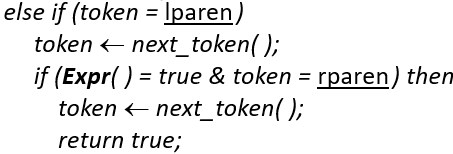 else if (token = lparen)
token ← next_token( );
if (Expr( ) = true & token = rparen) then
token ← next_token( );
return true;